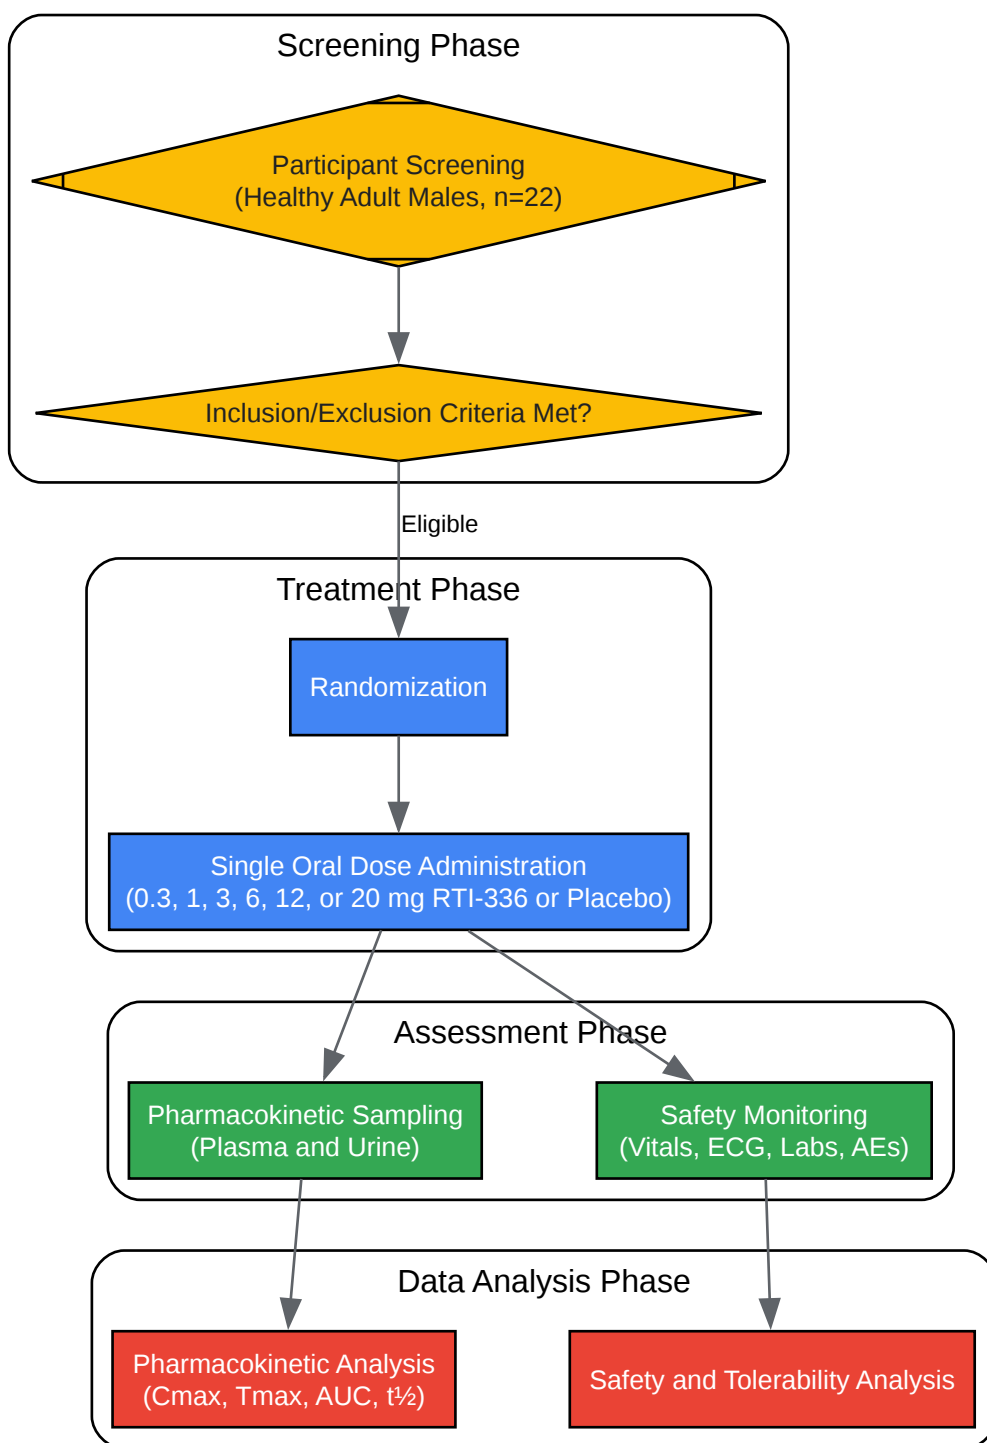 Screening Phase
Participant Screening
(Healthy Adult Males, n=22)
Inclusion/Exclusion Criteria Met?
Eligible
Treatment Phase
Randomization
Single Oral Dose Administration
(0.3, 1, 3, 6, 12, or 20 mg RTI-336 or Placebo)
Assessment Phase
Pharmacokinetic Sampling
(Plasma and Urine)
Safety Monitoring
(Vitals, ECG, Labs, AEs)
Data Analysis Phase
Pharmacokinetic Analysis
(Cmax, Tmax, AUC, t½)
Safety and Tolerability Analysis